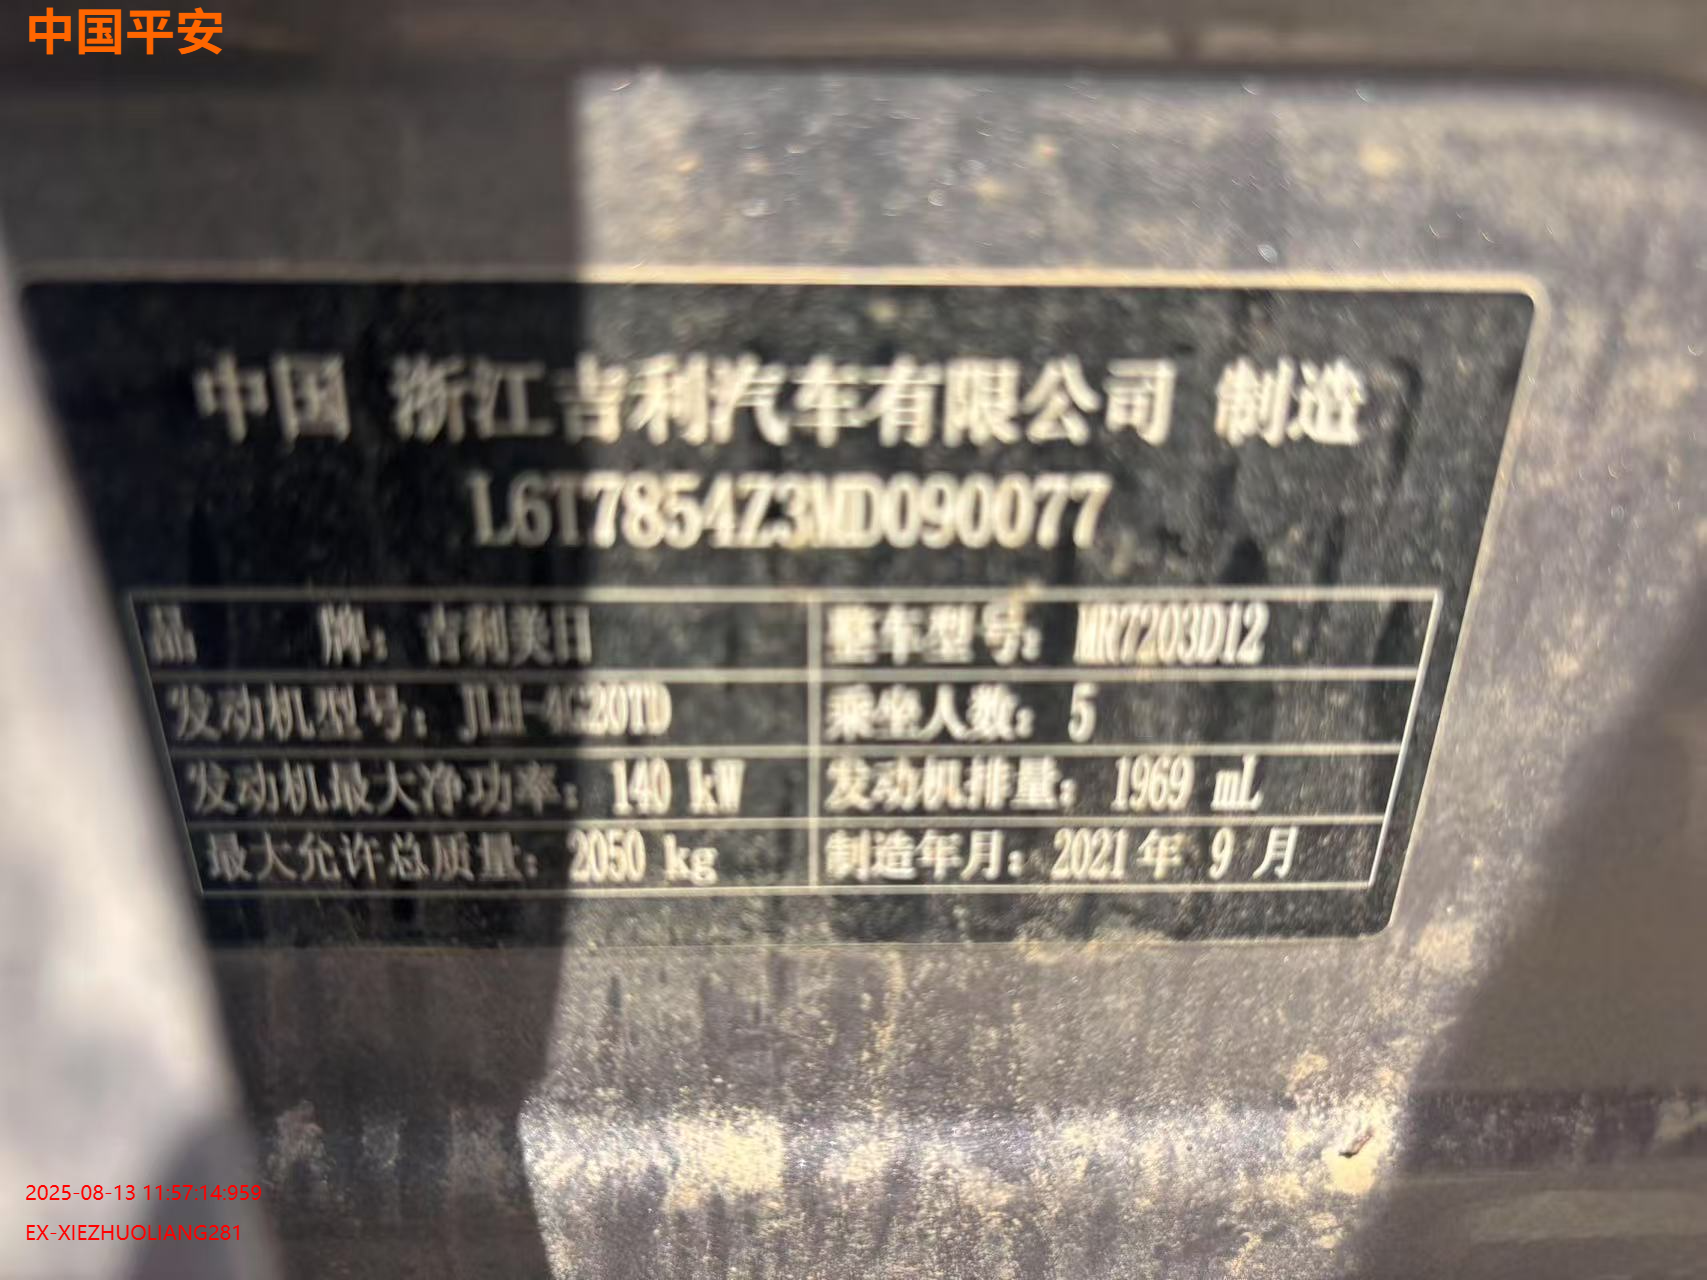 中国平安
中国 浙江吉利汽车有限公司 制造
L6T7854Z3MD090077
品 牌: 吉利美日 整车型号: MR7203D12
发动机型号: JLH-4G20TD 乘坐人数: 5
发动机最大净功率: 140 kW 发动机排量: 1969 mL
最大允许总质量: 2050 kg 制造年月: 2021年 9 月
2025-08-13 11:57:14:959
EX-XIEZHUOLIANG281